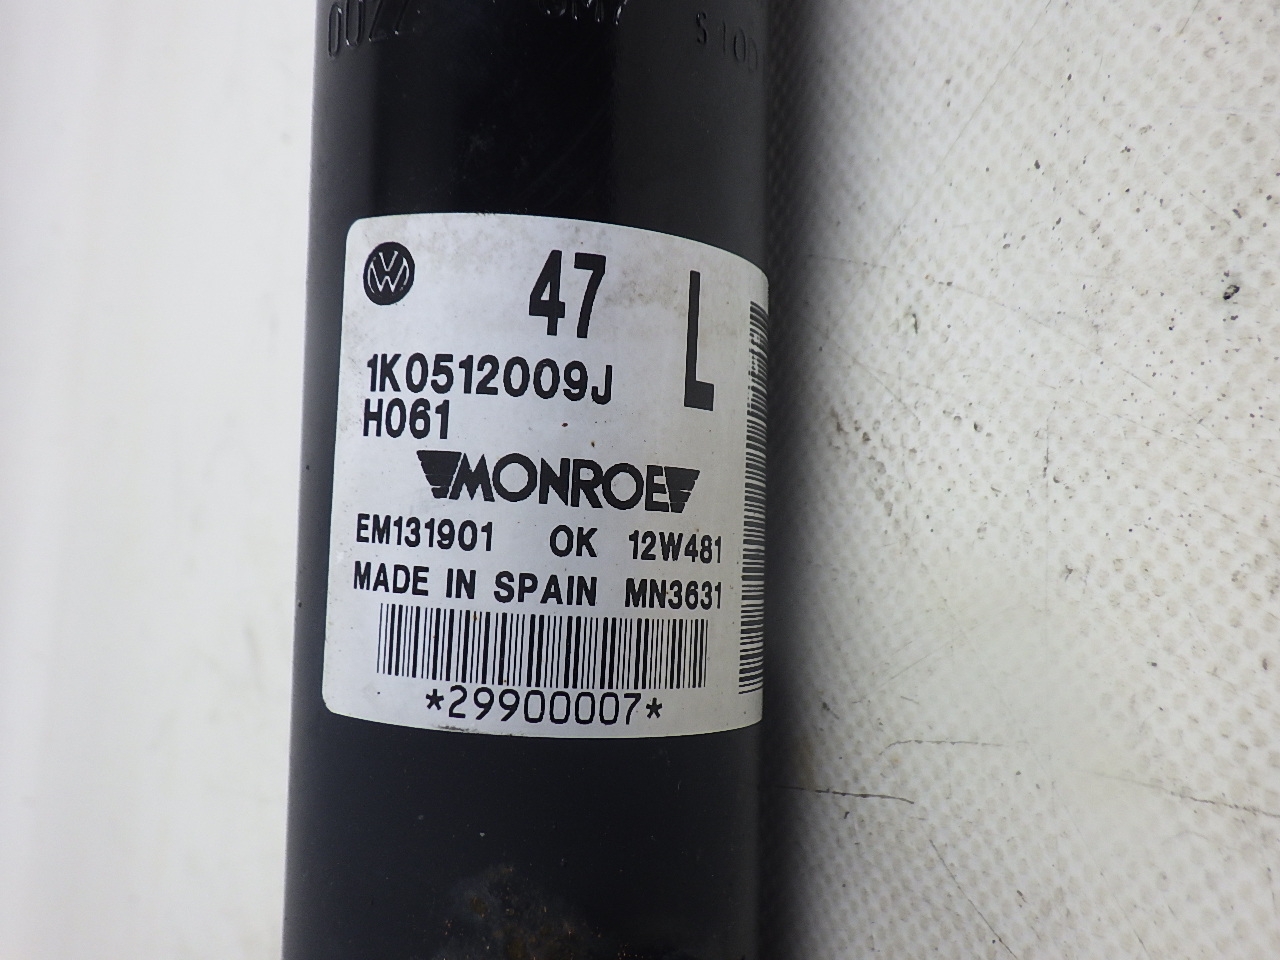 47 L
1K0512009J
H061
MONROE
EM131901 OK 12W481
MADE IN SPAIN MN3631
*29900007*